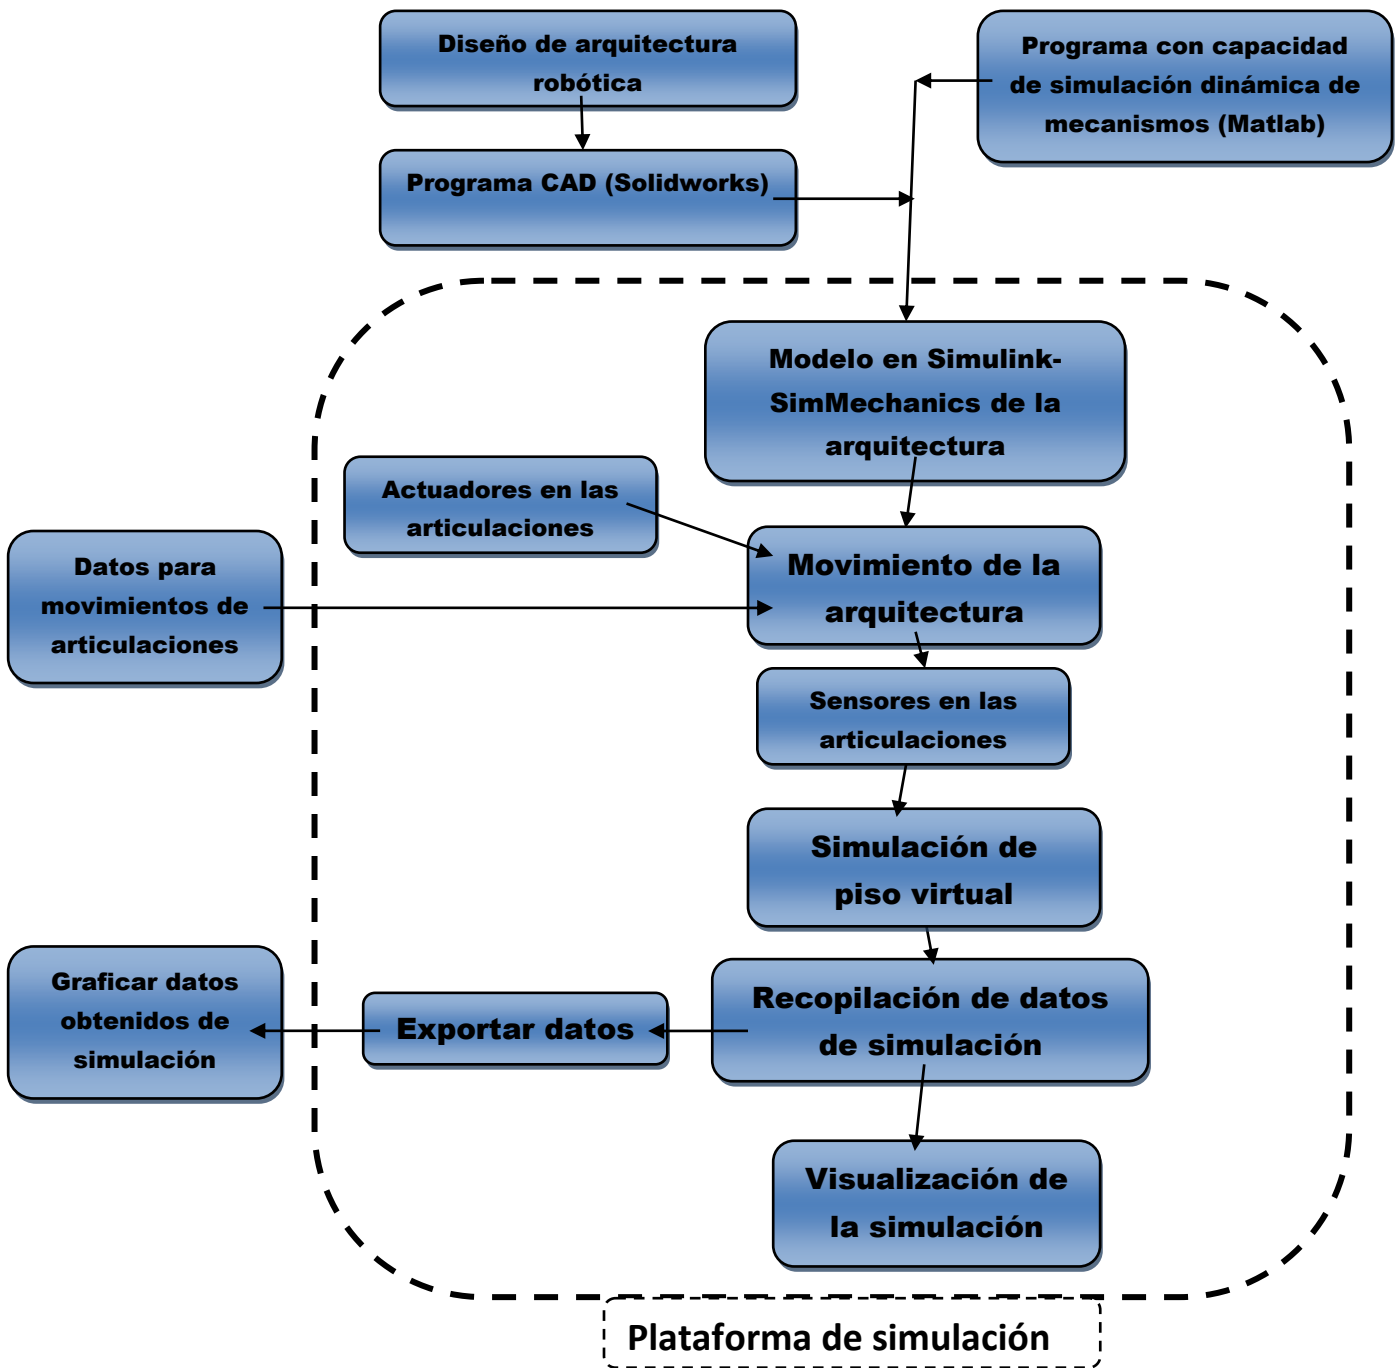 Diseño de arquitectura
robótica
Programa con capacidad
de simulación dinámica de
mecanismos (Matlab)
Programa CAD (Solidworks)
Modelo en Simulink-
SimMechanics de la
arquitectura
Actuadores en las
articulaciones
Datos para
movimientos de
articulaciones
Movimiento de la
arquitectura
Sensores en las
articulaciones
Simulación de
piso virtual
Graficar datos
obtenidos de
simulación
Exportar datos
Recopilación de datos
de simulación
Visualización de
la simulación
Plataforma de simulación